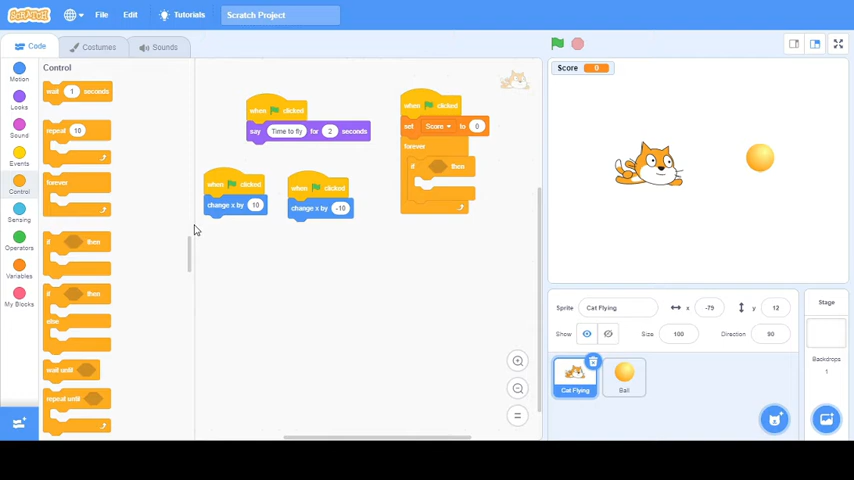 SCRATCH File Edit Tutorials Scratch Project
Code Costumes Sounds
Motion
Looks
Sound
Events
Control
Sensing
Operators
Variables
My Blocks
Control
wait 1 seconds
repeat 10
forever
if then
if then
else
wait until
repeat until
when clicked
say Time to fly for 2 seconds
when clicked
change x by 10
when clicked
change x by -10
when clicked
set Score to 0
forever
if then
Score 0
Sprite Cat Flying x -79 y 12
Show Size 100 Direction 90
Cat Flying
Ball
Stage
Backdrops
1